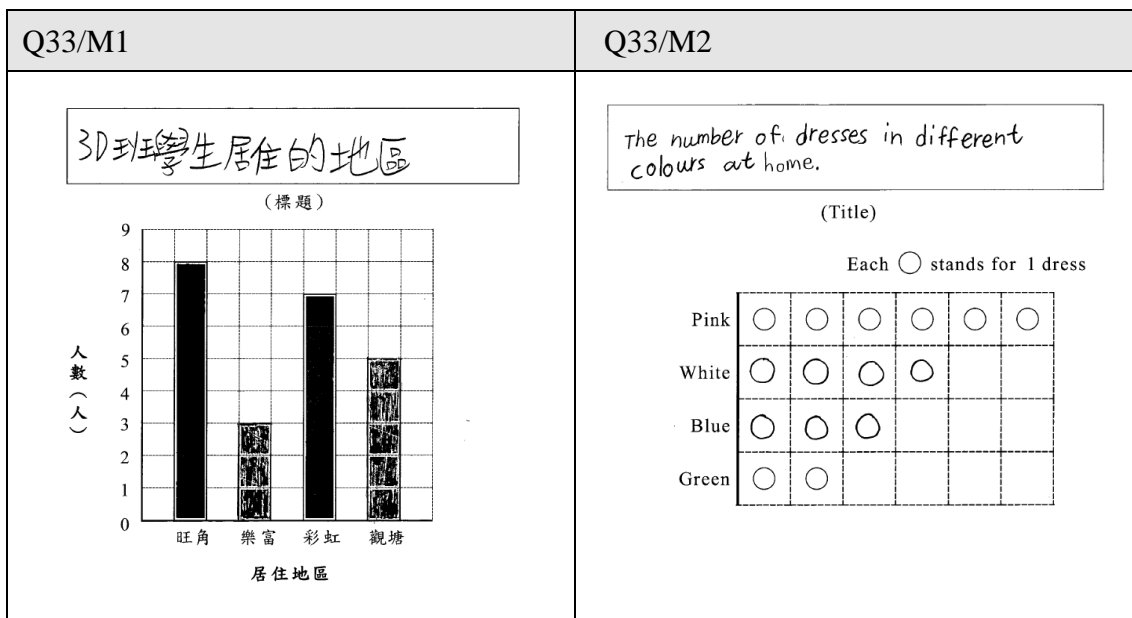 Q33/M1
Q33/M2
3D班學生居住的地區
(標題)
9
8
7
6
5
4
3
2
1
0
人數(人)
旺角 樂富 彩虹 觀塘
居住地區
The number of dresses in different
colours at home.
(Title)
Each ○ stands for 1 dress
Pink
White
Blue
Green